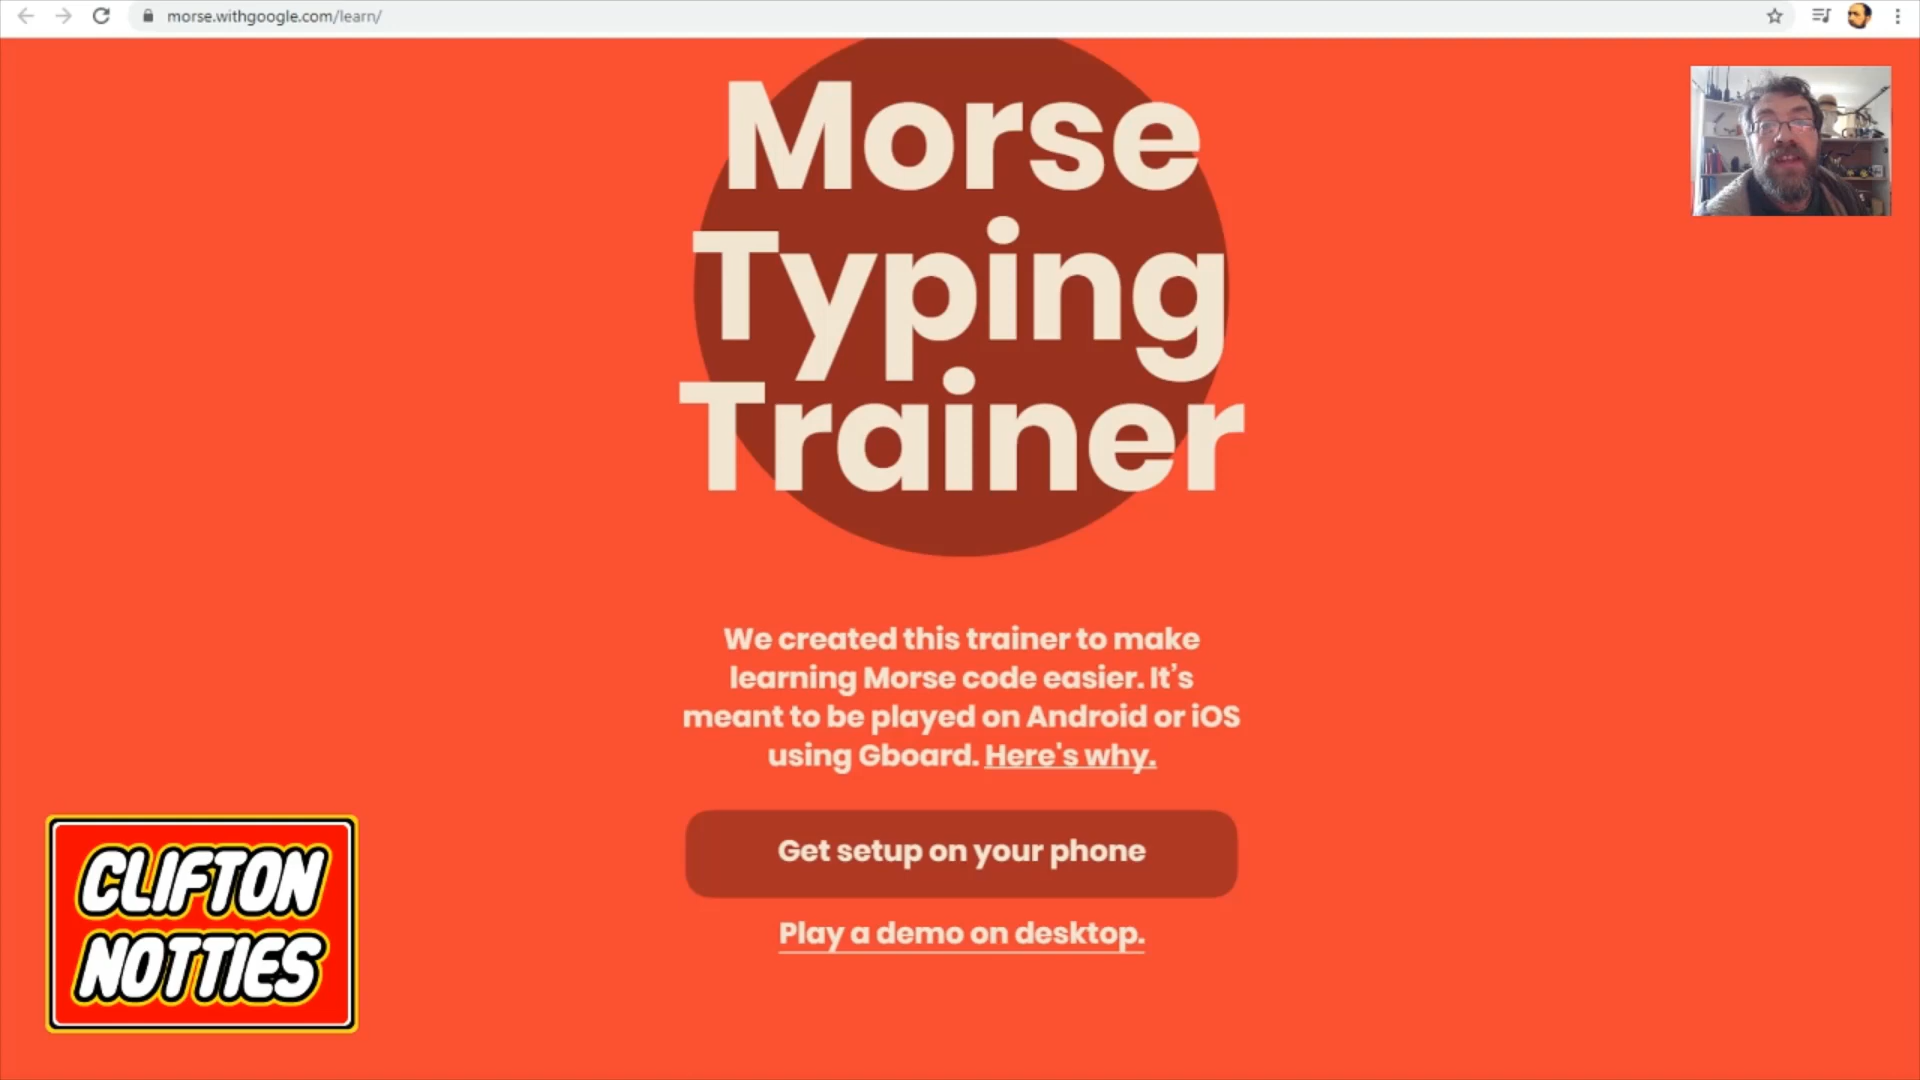 morse.withgoogle.com/learn/
Morse
Typing
Trainer
We created this trainer to make
learning Morse code easier. It's
meant to be played on Android or iOS
using Gboard. Here's why.
Get setup on your phone
Play a demo on desktop.
CLIFTON
NOTTIES